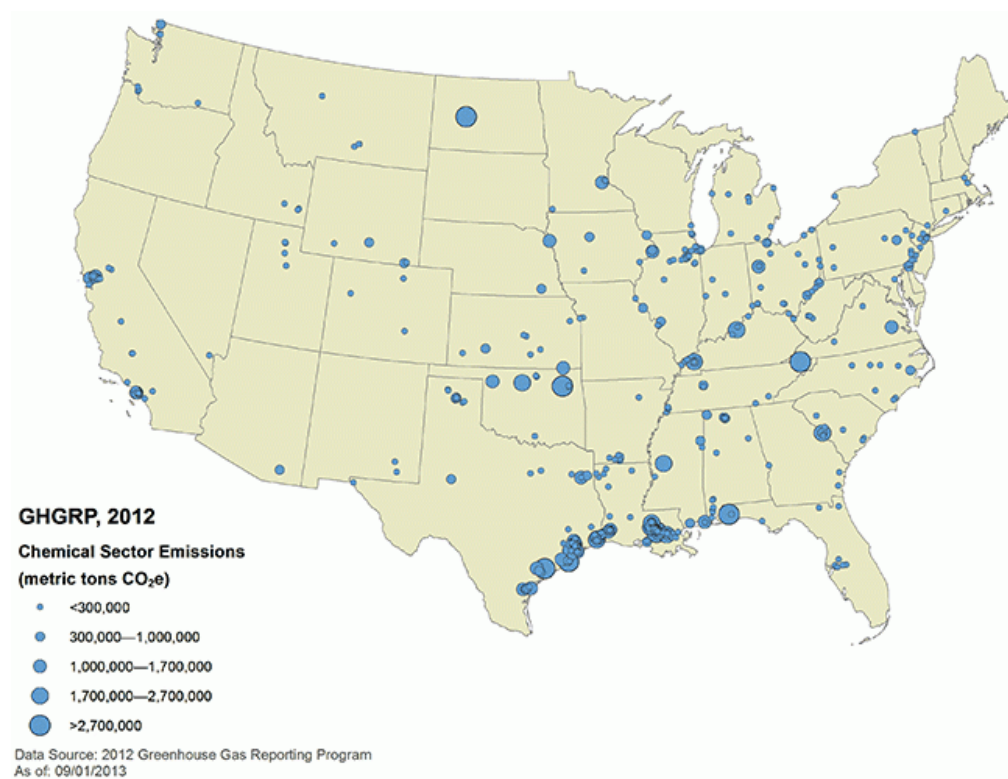 GHGRP, 2012
Chemical Sector Emissions
(metric tons CO₂e)
<300,000
300,000—1,000,000
1,000,000—1,700,000
1,700,000—2,700,000
>2,700,000
Data Source: 2012 Greenhouse Gas Reporting Program
As of: 09/01/2013